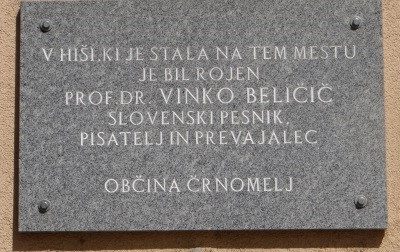 V HIŠI, KI JE STALA NA TEM MESTU
JE BIL ROJEN
PROF. DR. VINKO BELIČIČ
SLOVENSKI PESNIK,
PISATELJ IN PREVAJALEC
OBČINA ČRNOMELJ